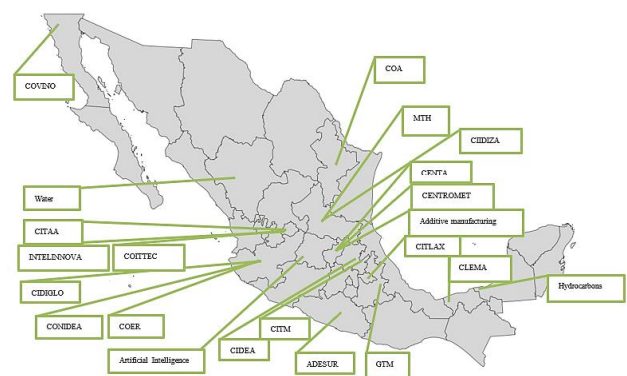 COA
COVINO
MTH
CIIDIZA
CENTA
CENTROMET
Water
Additive manufacturing
CITAA
CITLAX
INTELINNOVA
COITTEC
CLEMA
Hydrocarbons
CIDIGLO
CONIDEA
COER
CITM
CIDEA
Artificial Intelligence
ADESUR
GTM